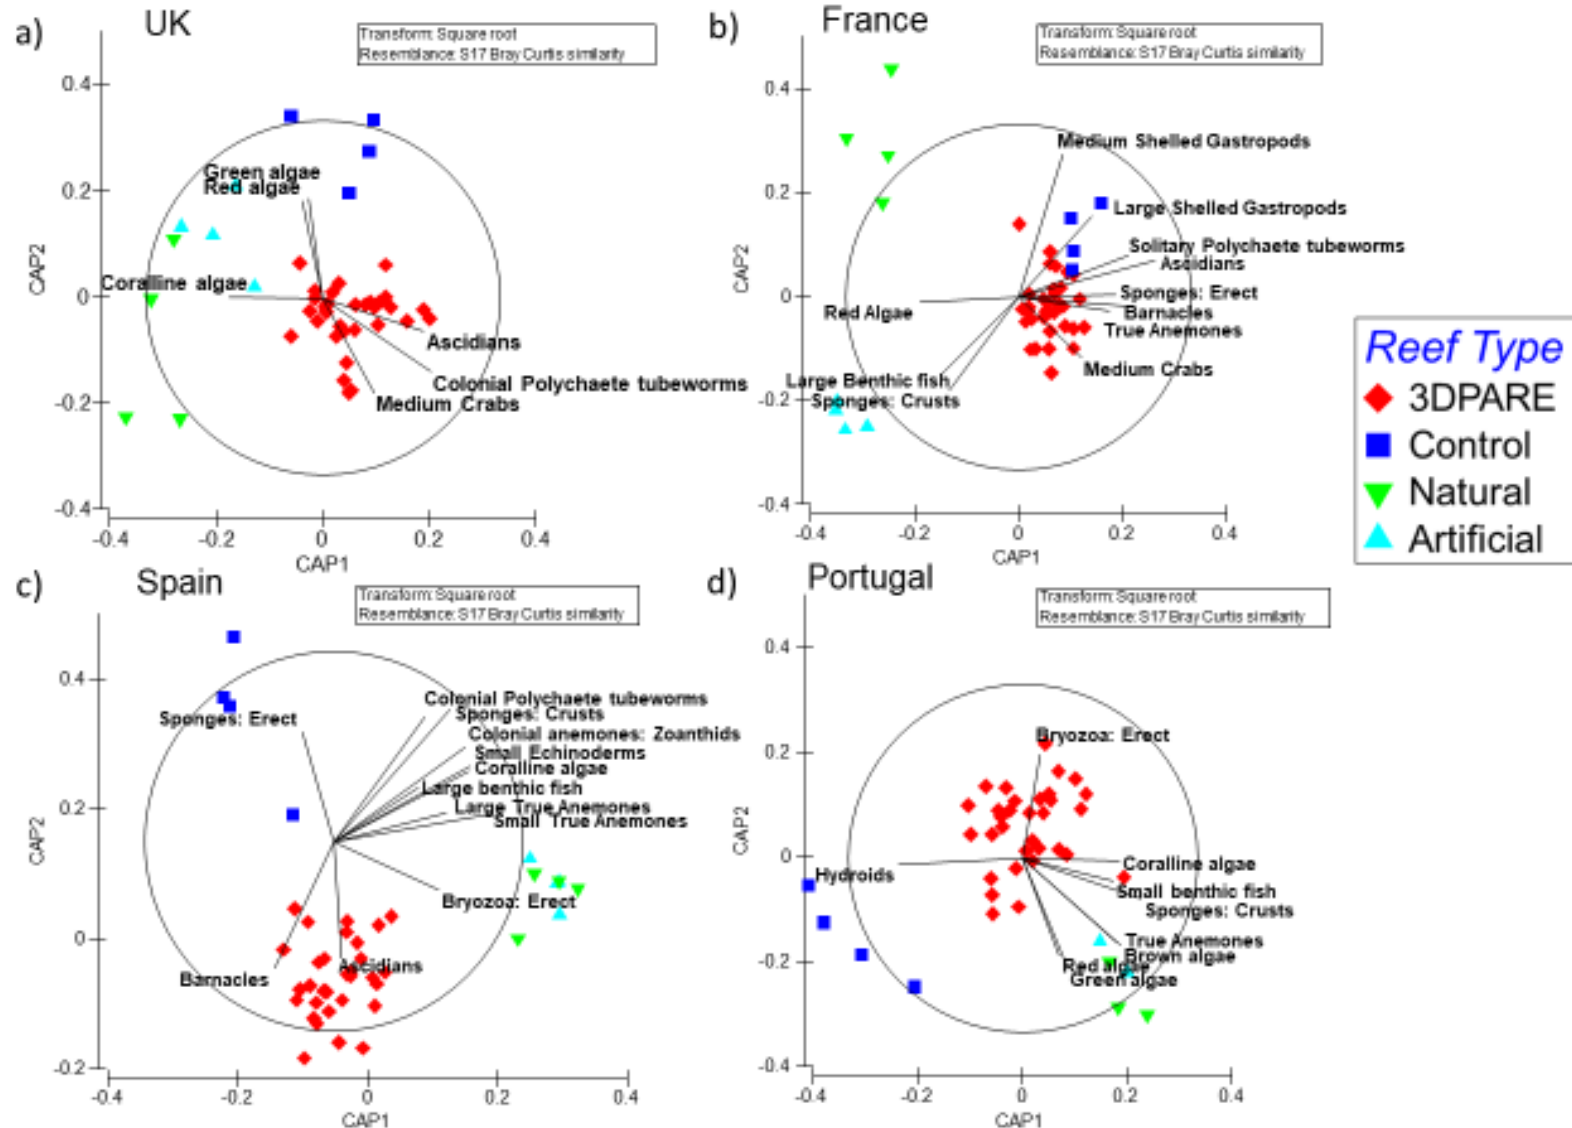 a)
UK
Transform: Square root
Resemblance: S17 Bray Curtis similarity
0.4
0.2
0
-0.2
-0.4
CAP2
Green algae
Red algae
Coralline algae
Ascidians
Colonial Polychaete tubeworms
Medium Crabs
-0.4
-0.2
0
0.2
0.4
CAP1
b)
France
Transform: Square root
Resemblance: S17 Bray Curtis similarity
0.4
0.2
0
-0.2
-0.4
CAP2
Medium Shelled Gastropods
Large Shelled Gastropods
Solitary Polychaete tubeworms
Ascidians
Sponges: Erect
Barnacles
Red Algae
True Anemones
Medium Crabs
Large Benthic fish
Sponges: Crusts
-0.4
-0.2
0
0.2
0.4
CAP1
Reef Type
3DPARE
Control
Natural
Artificial
c)
Spain
Transform: Square root
Resemblance: S17 Bray Curtis similarity
0.4
0.2
0
-0.2
CAP2
Colonial Polychaete tubeworms
Sponges: Crusts
Sponges: Erect
Colonial anemones: Zoanthids
Small Echinoderms
Coralline algae
Large benthic fish
Large True Anemones
Small True Anemones
Bryozoa: Erect
Ascidians
Barnacles
-0.4
-0.2
0
0.2
0.4
CAP1
d)
Portugal
Transform: Square root
Resemblance: S17 Bray Curtis similarity
0.4
0.2
0
-0.2
-0.4
CAP2
Bryozoa: Erect
Coralline algae
Hydroids
Small benthic fish
Sponges: Crusts
True Anemones
Brown algae
Red algae
Green algae
-0.4
-0.2
0
0.2
0.4
CAP1